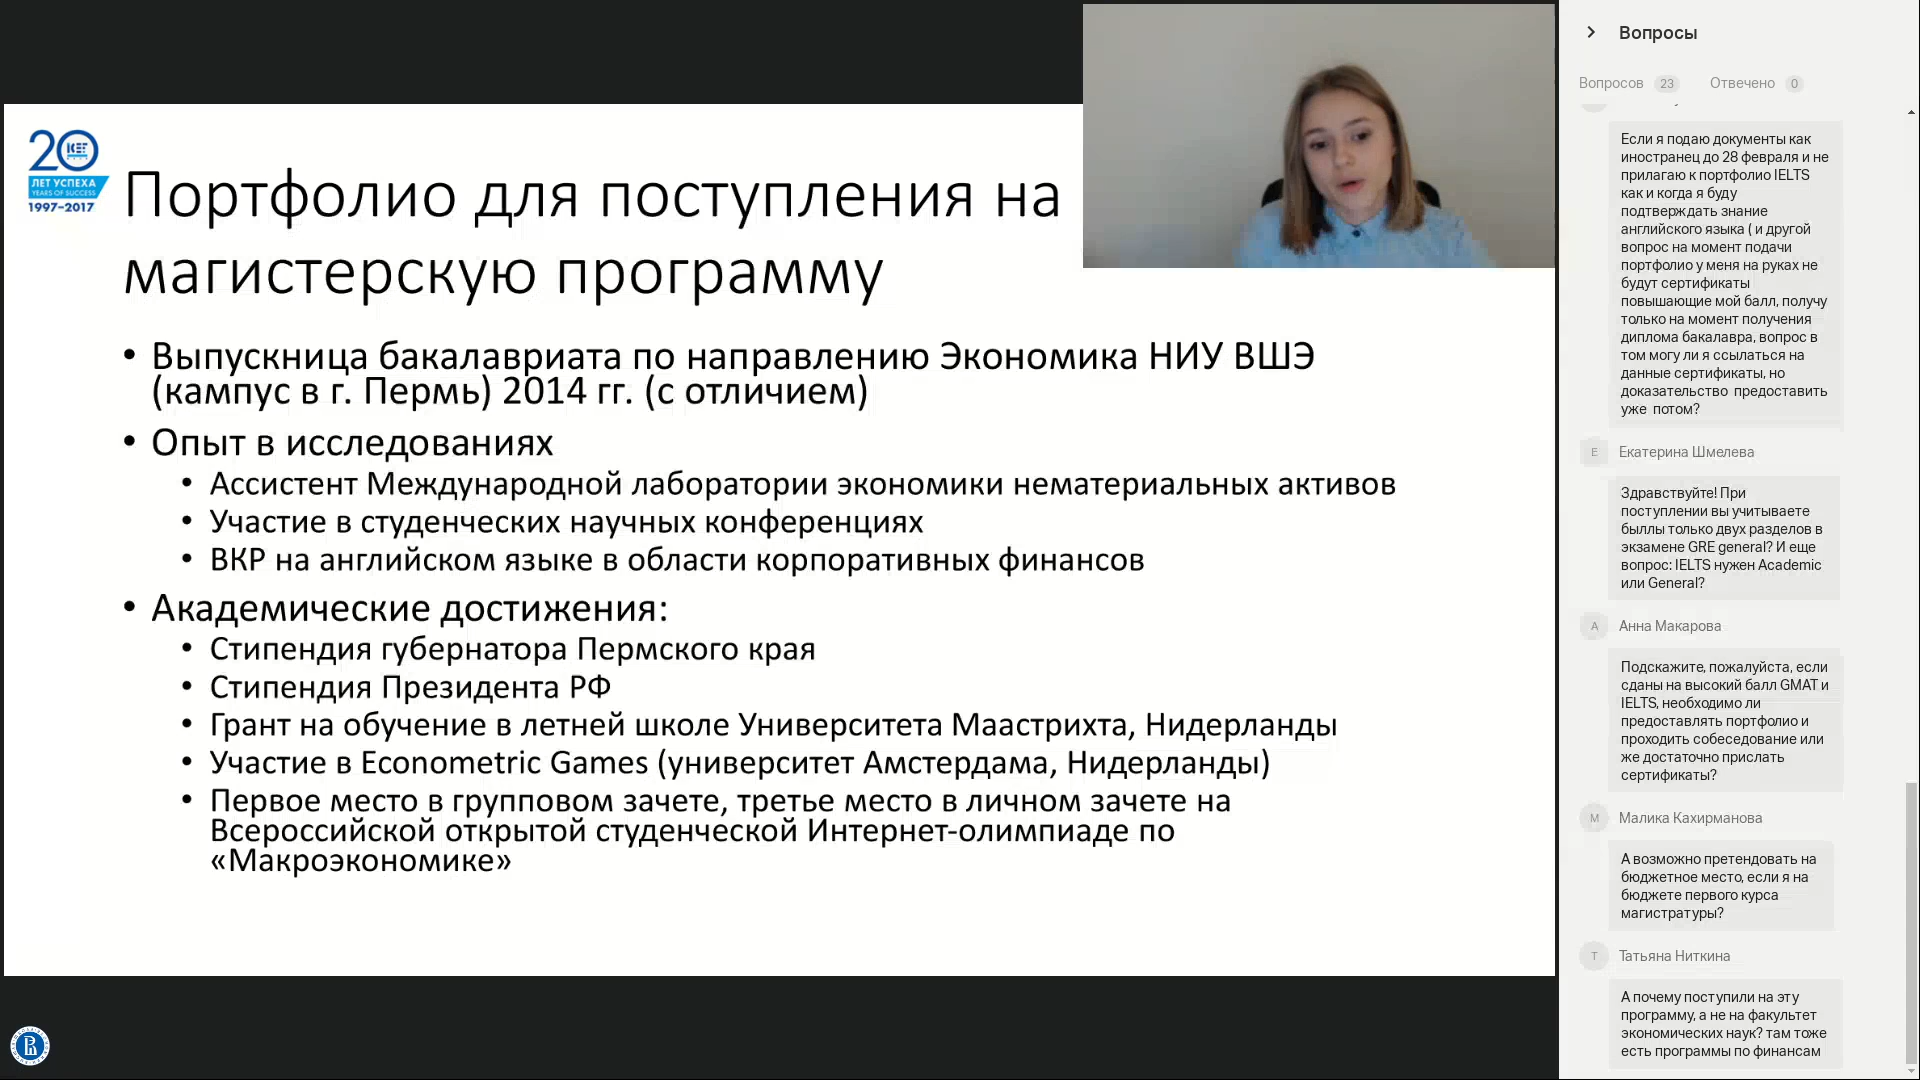 20
ICEF
ЛЕТ УСПЕХА
YEARS OF SUCCESS
1997–2017
Портфолио для поступления на
магистерскую программу
• Выпускница бакалавриата по направлению Экономика НИУ ВШЭ
(кампус в г. Пермь) 2014 гг. (с отличием)
• Опыт в исследованиях
• Ассистент Международной лаборатории экономики нематериальных активов
• Участие в студенческих научных конференциях
• ВКР на английском языке в области корпоративных финансов
• Академические достижения:
• Стипендия губернатора Пермского края
• Стипендия Президента РФ
• Грант на обучение в летней школе Университета Маастрихта, Нидерланды
• Участие в Econometric Games (университет Амстердама, Нидерланды)
• Первое место в групповом зачете, третье место в личном зачете на
Всероссийской открытой студенческой Интернет-олимпиаде по
«Макроэкономике»
Вопросы
Вопросов 23 Отвечено 0
Если я подаю документы как
иностранец до 28 февраля и не
прилагаю к портфолио IELTS
как и когда я буду
подтверждать знание
английского языка ( и другой
вопрос на момент подачи
портфолио у меня на руках не
будут сертификаты
повышающие мой балл, получу
только на момент получения
диплома бакалавра, вопрос в
том могу ли я ссылаться на
данные сертификаты, но
доказательство предоставить
уже потом?
Е Екатерина Шмелева
Здравствуйте! При
поступлении вы учитываете
быллы только двух разделов в
экзамене GRE general? И еще
вопрос: IELTS нужен Academic
или General?
А Анна Макарова
Подскажите, пожалуйста, если
сданы на высокий балл GMAT и
IELTS, необходимо ли
предоставлять портфолио и
проходить собеседование или
же достаточно прислать
сертификаты?
М Малика Кахирманова
А возможно претендовать на
бюджетное место, если я на
бюджете первого курса
магистратуры?
Т Татьяна Ниткина
А почему поступили на эту
программу, а не на факультет
экономических наук? там тоже
есть программы по финансам